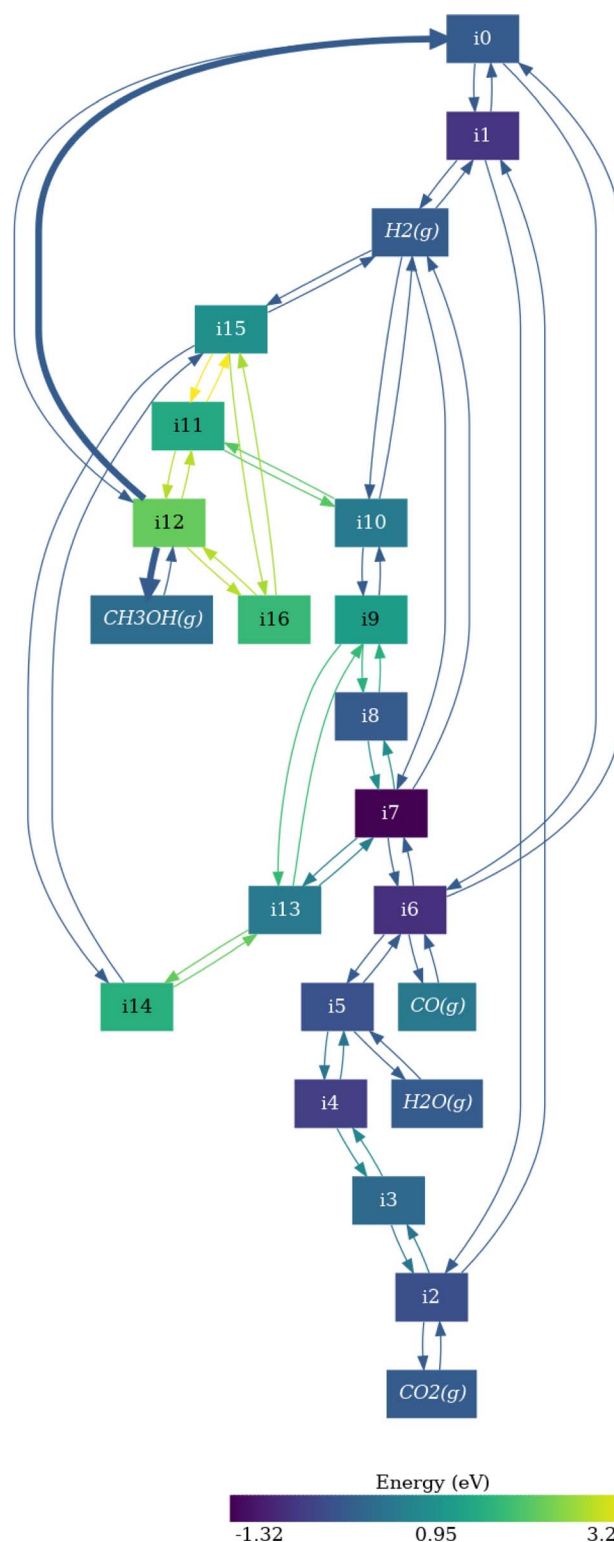 i0
i1
H2(g)
i15
i11
i12
i10
CH3OH(g)
i16
i9
i8
i7
i13
i6
i14
i5
CO(g)
i4
H2O(g)
i3
i2
CO2(g)
Energy (eV)
-1.32 0.95 3.2